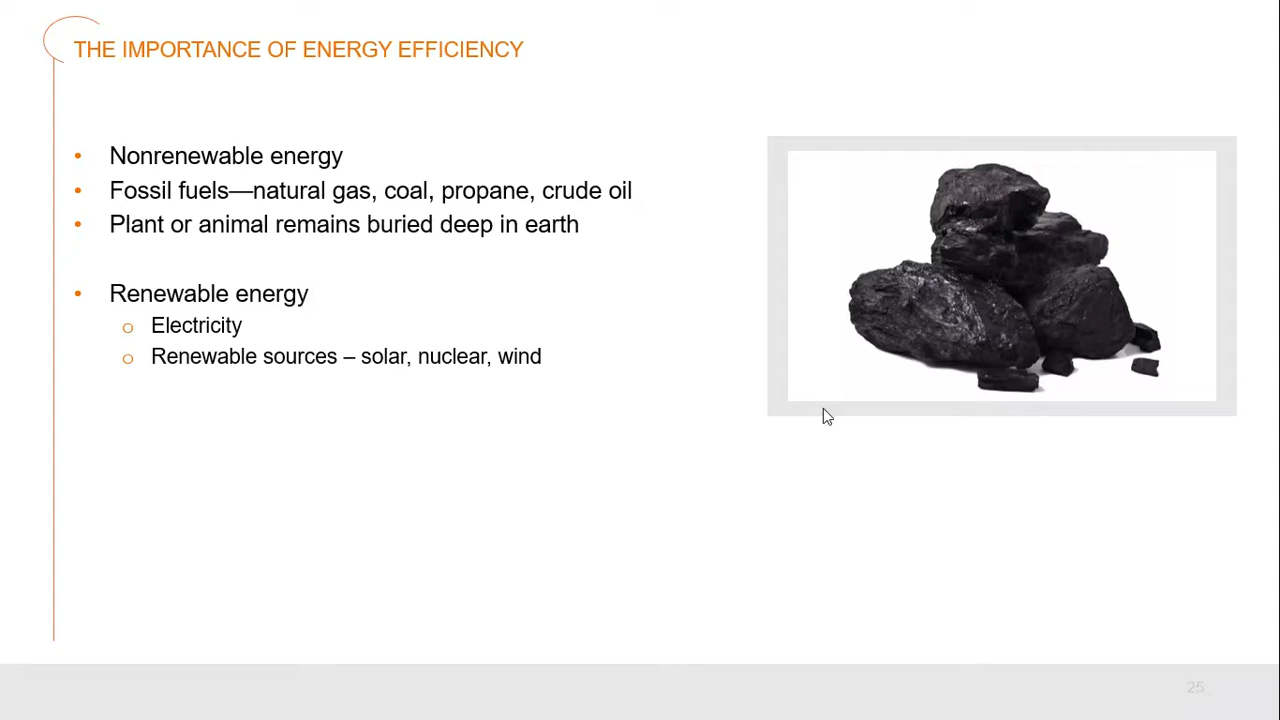 THE IMPORTANCE OF ENERGY EFFICIENCY
• Nonrenewable energy
• Fossil fuels—natural gas, coal, propane, crude oil
• Plant or animal remains buried deep in earth
• Renewable energy
o Electricity
o Renewable sources – solar, nuclear, wind
25